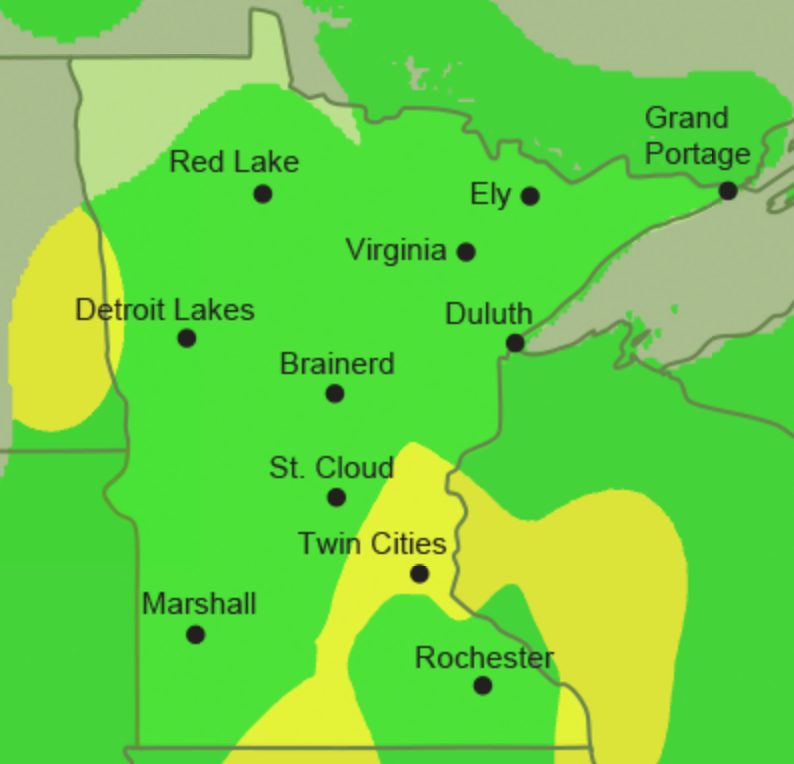 Grand
Portage
Red Lake
Ely
Virginia
Detroit Lakes
Duluth
Brainerd
St. Cloud
Twin Cities
Marshall
Rochester